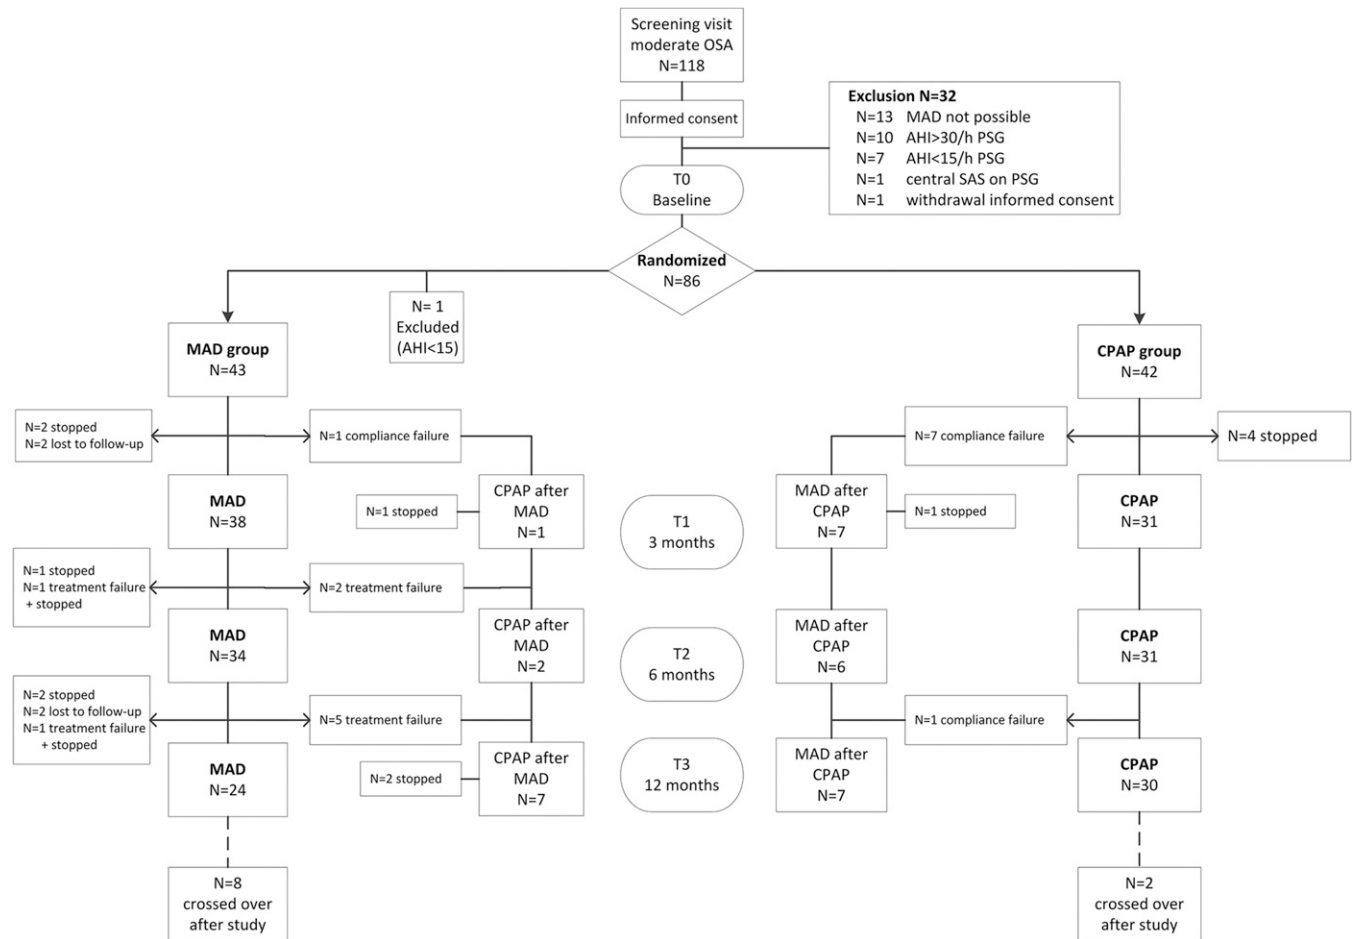 Screening visit
moderate OSA
N=118
Informed consent
Exclusion N=32
N=13 MAD not possible
N=10 AHI>30/h PSG
N=7 AHI<15/h PSG
N=1 central SAS on PSG
N=1 withdrawal informed consent
T0
Baseline
Randomized
N=86
N= 1
Excluded
(AHI<15)
MAD group
N=43
CPAP group
N=42
N=2 stopped
N=2 lost to follow-up
N=1 compliance failure
N=7 compliance failure
N=4 stopped
MAD
N=38
N=1 stopped
CPAP after
MAD
N=1
T1
3 months
MAD after
CPAP
N=7
N=1 stopped
CPAP
N=31
N=1 stopped
N=1 treatment failure
+ stopped
N=2 treatment failure
MAD
N=34
CPAP after
MAD
N=2
T2
6 months
MAD after
CPAP
N=6
CPAP
N=31
N=2 stopped
N=2 lost to follow-up
N=1 treatment failure
+ stopped
N=5 treatment failure
N=1 compliance failure
MAD
N=24
N=2 stopped
CPAP after
MAD
N=7
T3
12 months
MAD after
CPAP
N=7
CPAP
N=30
N=8
crossed over
after study
N=2
crossed over
after study